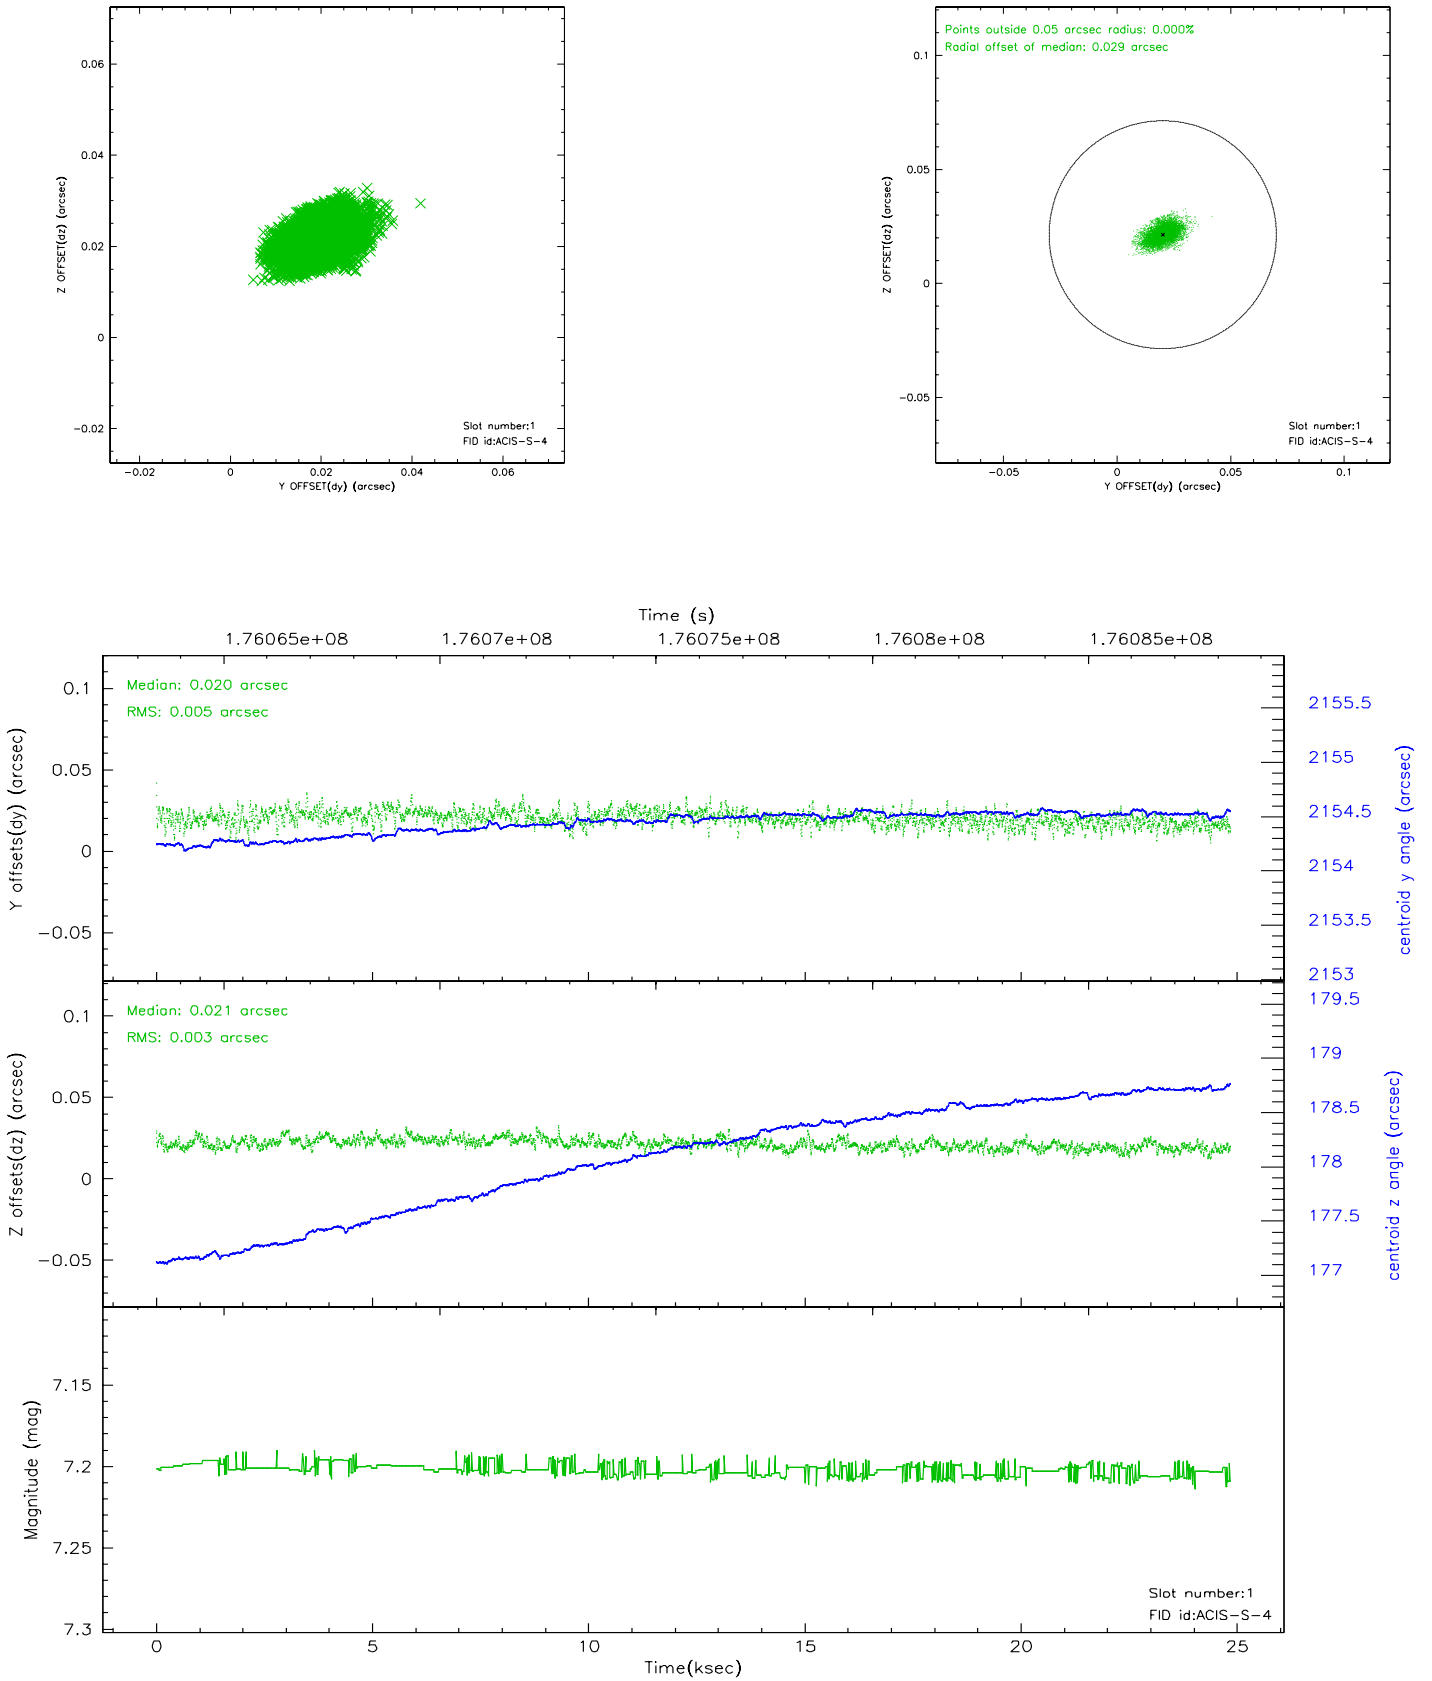 0.06
0.04
0.02
0
−0.02
Z OFFSET(dz) (arcsec)
Slot number:1
FID id:ACIS−S−4
−0.02 0 0.02 0.04 0.06
Y OFFSET(dy) (arcsec)
Points outside 0.05 arcsec radius: 0.000%
Radial offset of median: 0.029 arcsec
0.1
0.05
0
−0.05
Z OFFSET(dz) (arcsec)
Slot number:1
FID id:ACIS−S−4
−0.05 0 0.05 0.1
Y OFFSET(dy) (arcsec)
Time (s)
1.76065e+08 1.7607e+08 1.76075e+08 1.7608e+08 1.76085e+08
Median: 0.020 arcsec
RMS: 0.005 arcsec
0.1
0.05
0
−0.05
Y offsets(dy) (arcsec)
2155.5
2155
2154.5
2154
2153.5
2153
centroid y angle (arcsec)
Median: 0.021 arcsec
RMS: 0.003 arcsec
0.1
0.05
0
−0.05
Z offsets(dz) (arcsec)
179.5
179
178.5
178
177.5
177
centroid z angle (arcsec)
7.15
7.2
7.25
7.3
Magnitude (mag)
Slot number:1
FID id:ACIS−S−4
0 5 10 15 20 25
Time(ksec)